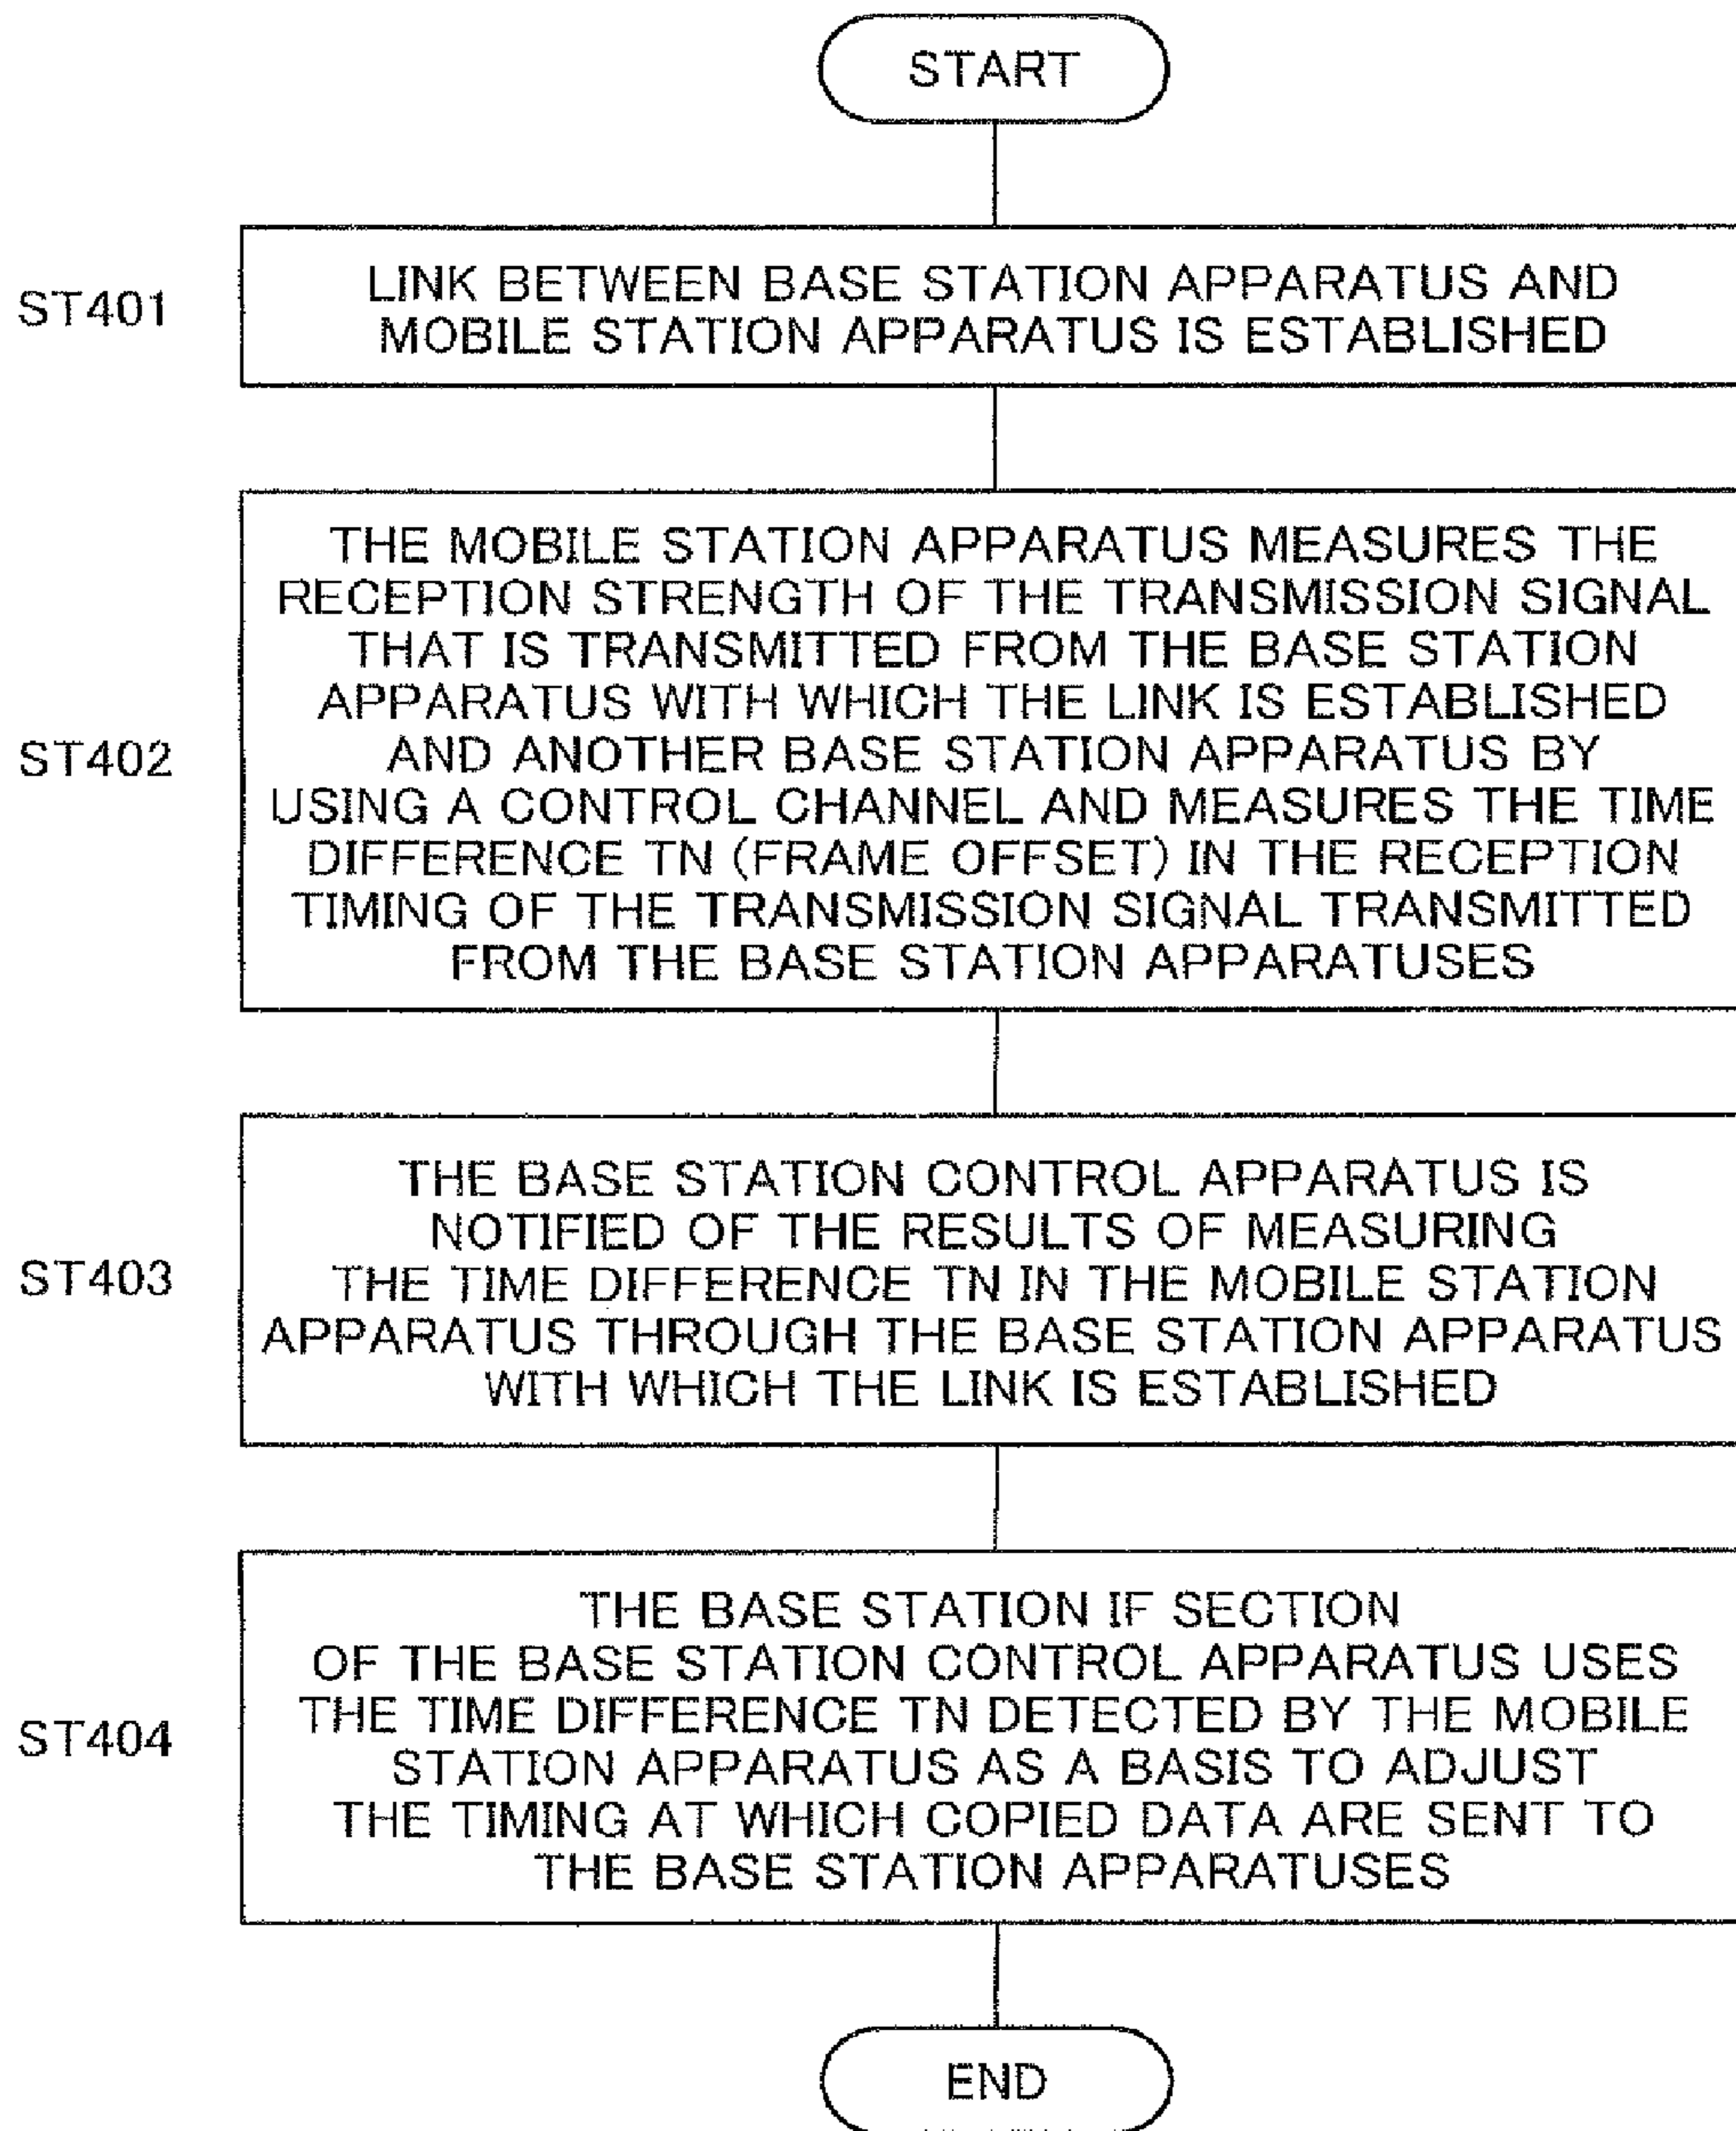 START
ST401
LINK BETWEEN BASE STATION APPARATUS AND
MOBILE STATION APPARATUS IS ESTABLISHED
ST402
THE MOBILE STATION APPARATUS MEASURES THE
RECEPTION STRENGTH OF THE TRANSMISSION SIGNAL
THAT IS TRANSMITTED FROM THE BASE STATION
APPARATUS WITH WHICH THE LINK IS ESTABLISHED
AND ANOTHER BASE STATION APPARATUS BY
USING A CONTROL CHANNEL AND MEASURES THE TIME
DIFFERENCE TN (FRAME OFFSET) IN THE RECEPTION
TIMING OF THE TRANSMISSION SIGNAL TRANSMITTED
FROM THE BASE STATION APPARATUSES
ST403
THE BASE STATION CONTROL APPARATUS IS
NOTIFIED OF THE RESULTS OF MEASURING
THE TIME DIFFERENCE TN IN THE MOBILE STATION
APPARATUS THROUGH THE BASE STATION APPARATUS
WITH WHICH THE LINK IS ESTABLISHED
ST404
THE BASE STATION IF SECTION
OF THE BASE STATION CONTROL APPARATUS USES
THE TIME DIFFERENCE TN DETECTED BY THE MOBILE
STATION APPARATUS AS A BASIS TO ADJUST
THE TIMING AT WHICH COPIED DATA ARE SENT TO
THE BASE STATION APPARATUSES
END